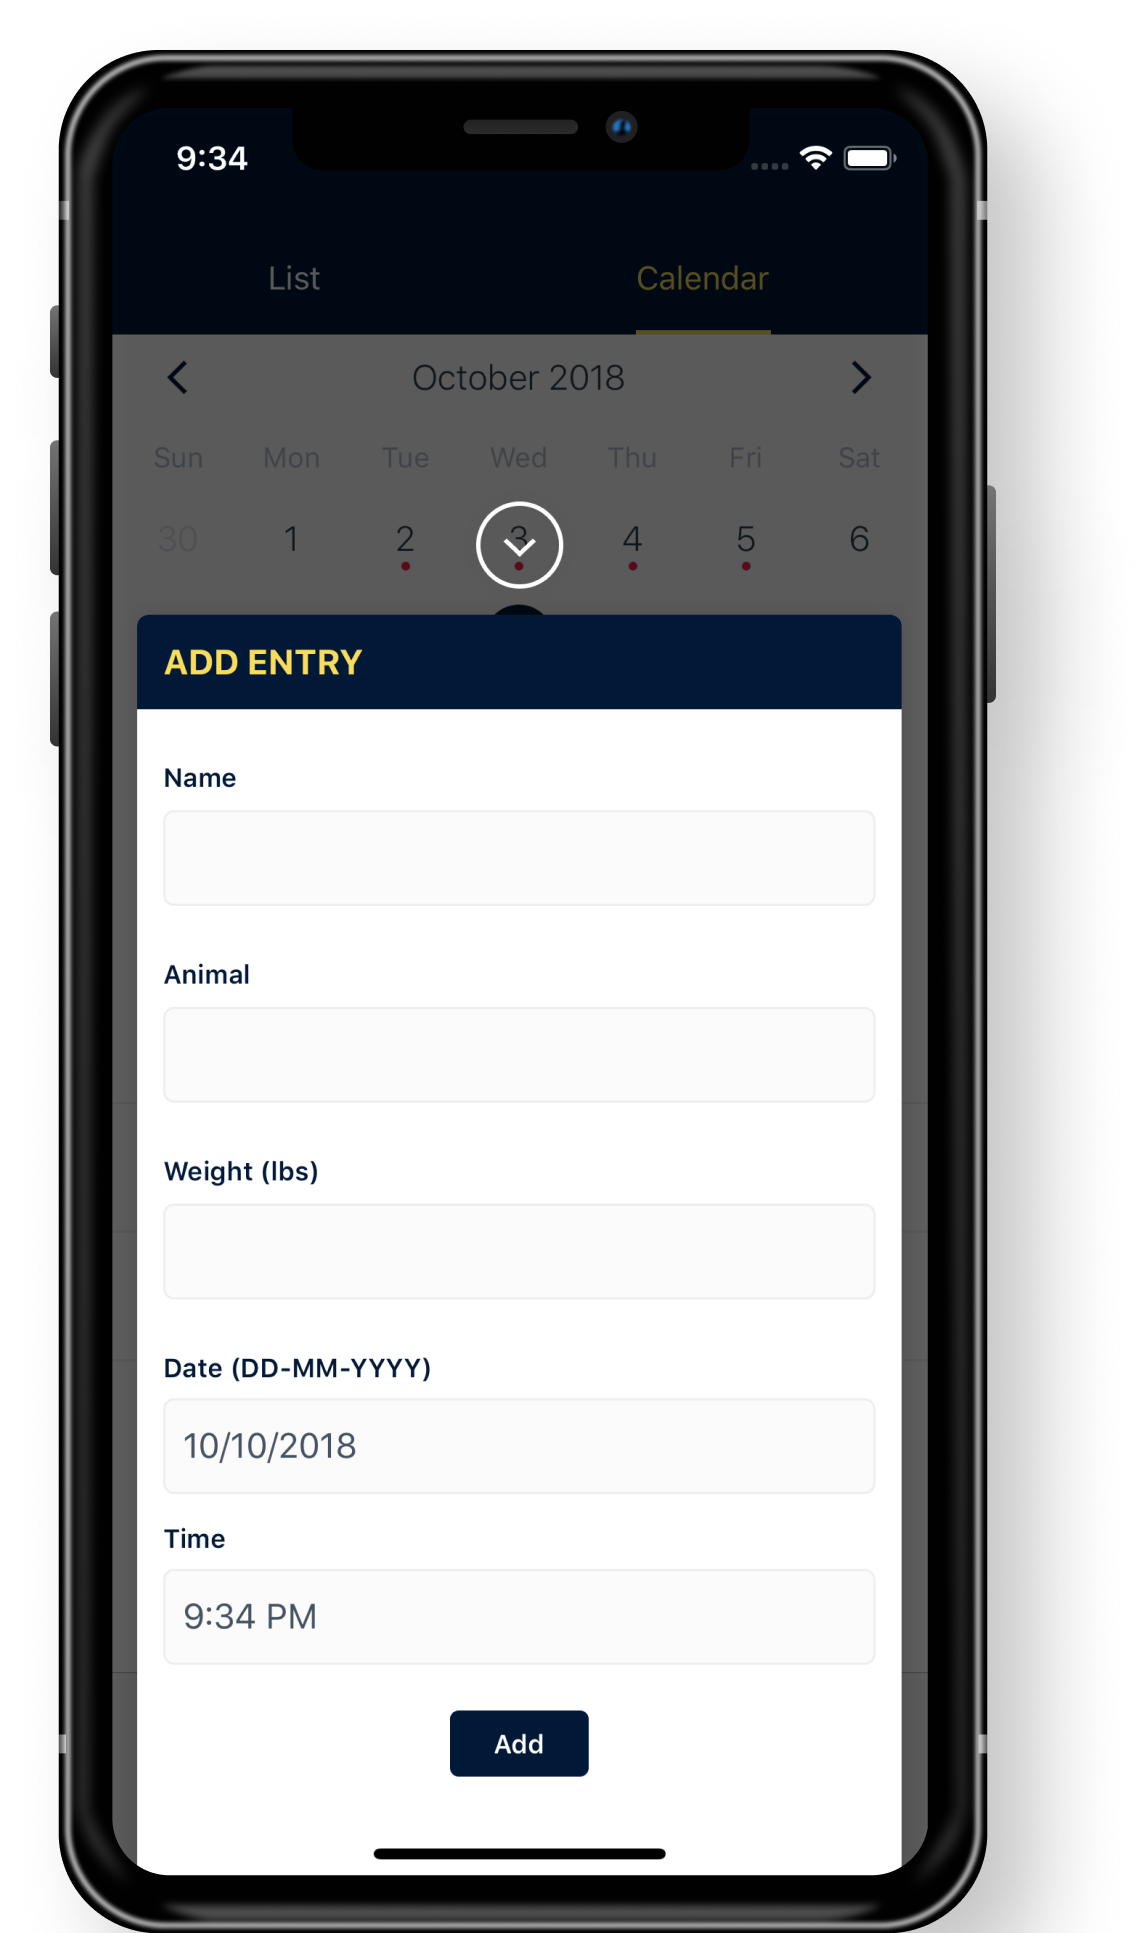 9:34
List Calendar
October 2018
Sun Mon Tue Wed Thu Fri Sat
30 1 2 3 4 5 6
ADD ENTRY
Name
Animal
Weight (lbs)
Date (DD-MM-YYYY)
10/10/2018
Time
9:34 PM
Add